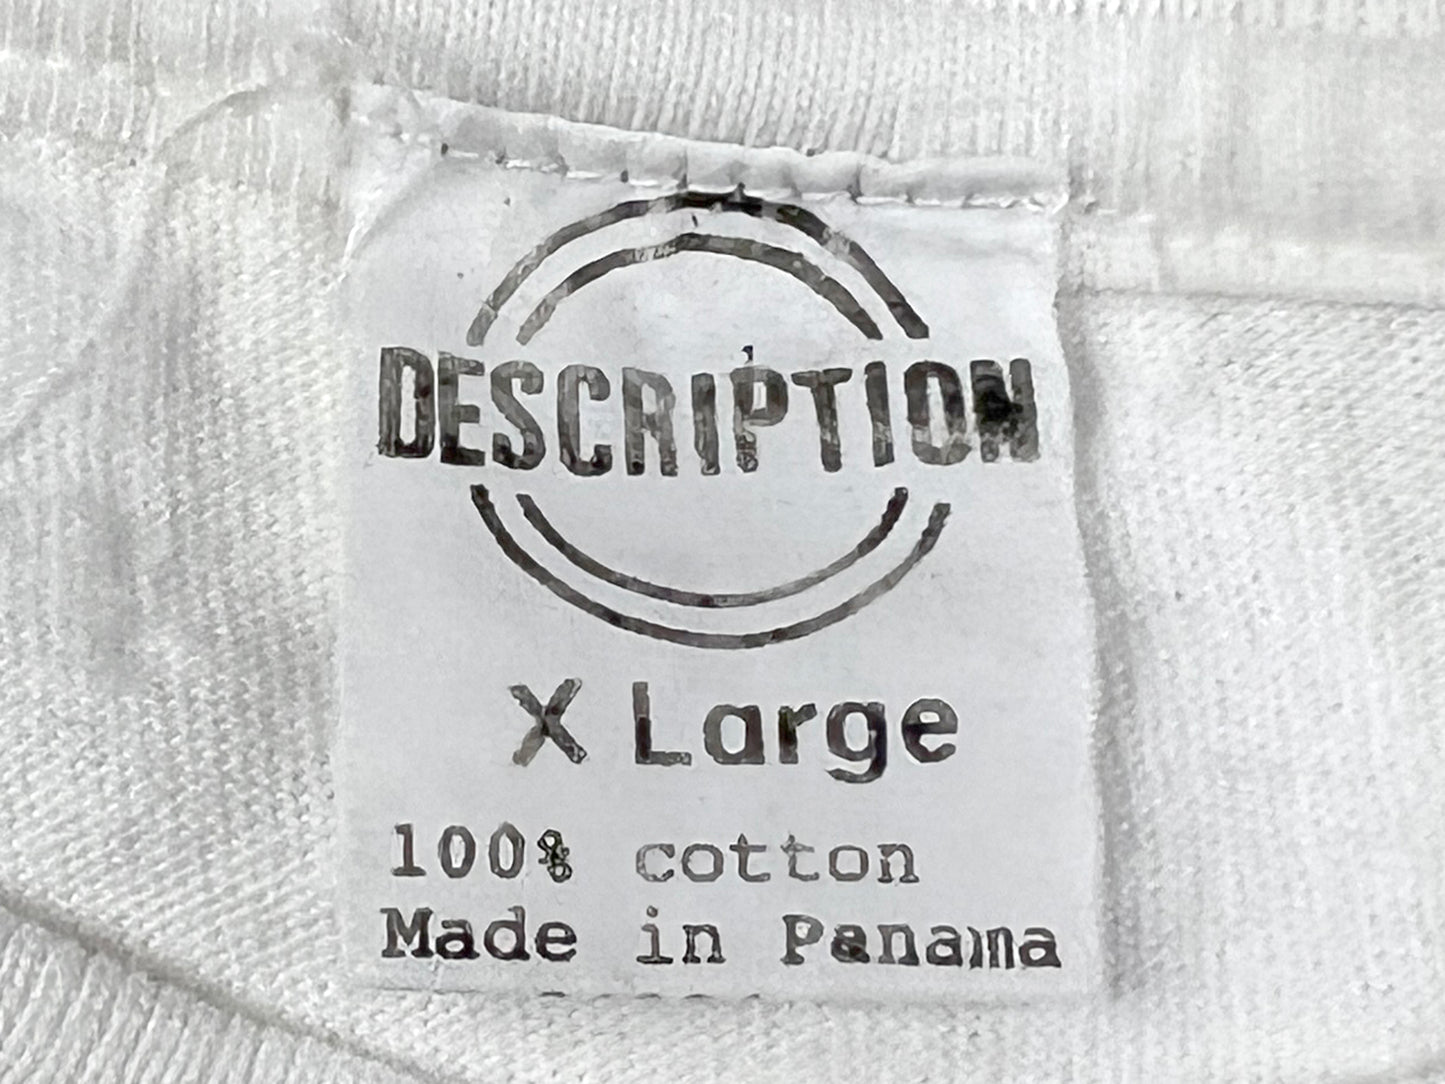 DESCRIPTION
X Large
100% cotton
Made in Panama